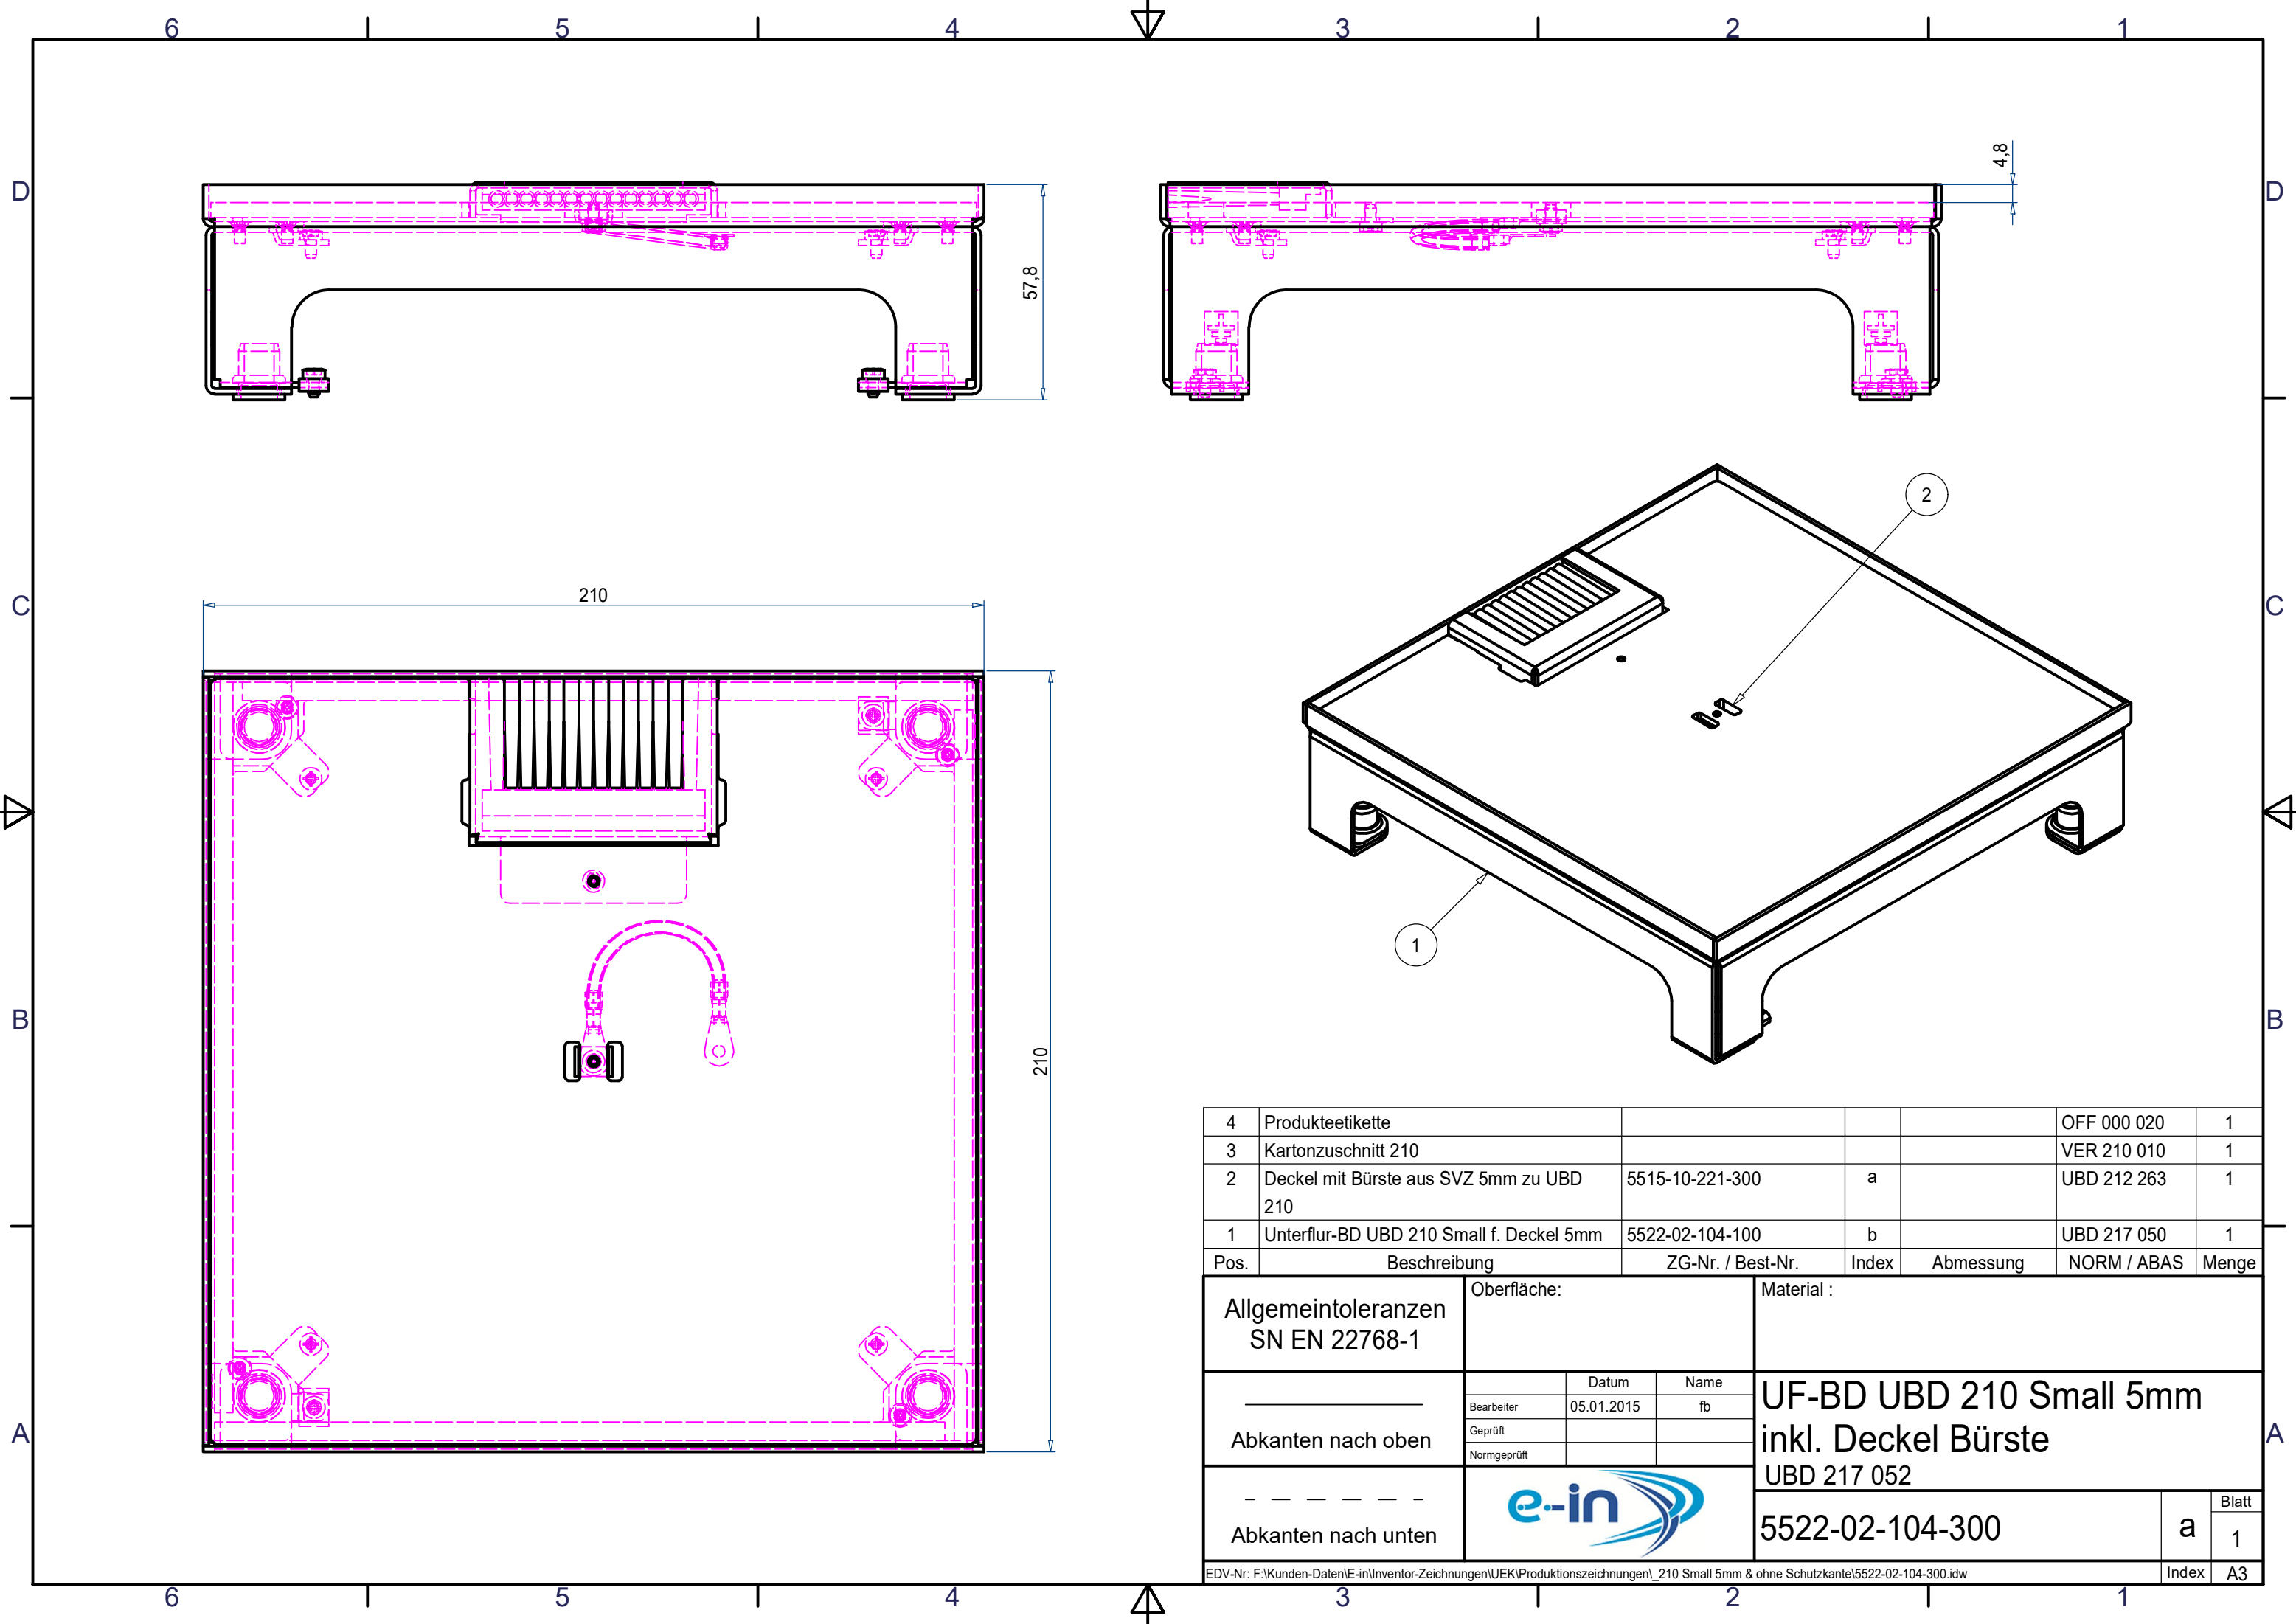 6 5 4 3 2 1
D D
4,8
57,8
2
C C
210
1
B B
210
4 Produkteetikette OFF 000 020 1
3 Kartonzuschnitt 210 VER 210 010 1
2 Deckel mit Bürste aus SVZ 5mm zu UBD 5515-10-221-300 a UBD 212 263 1
210
1 Unterflur-BD UBD 210 Small f. Deckel 5mm 5522-02-104-100 b UBD 217 050 1
Pos. Beschreibung ZG-Nr. / Best-Nr. Index Abmessung NORM / ABAS Menge
Allgemeintoleranzen
SN EN 22768-1
Oberfläche:
Material :
Abkanten nach oben
Abkanten nach unten
Datum Name
Bearbeiter 05.01.2015 fb
Geprüft
Normgeprüft
e-in
UF-BD UBD 210 Small 5mm
inkl. Deckel Bürste
UBD 217 052
5522-02-104-300
a
Blatt
1
Index A3
EDV-Nr: F:\Kunden-Daten\E-in\Inventor-Zeichnungen\UEK\Produktionszeichnungen\_210 Small 5mm & ohne Schutzkante\5522-02-104-300.idw
A A
6 5 4 3 2 1